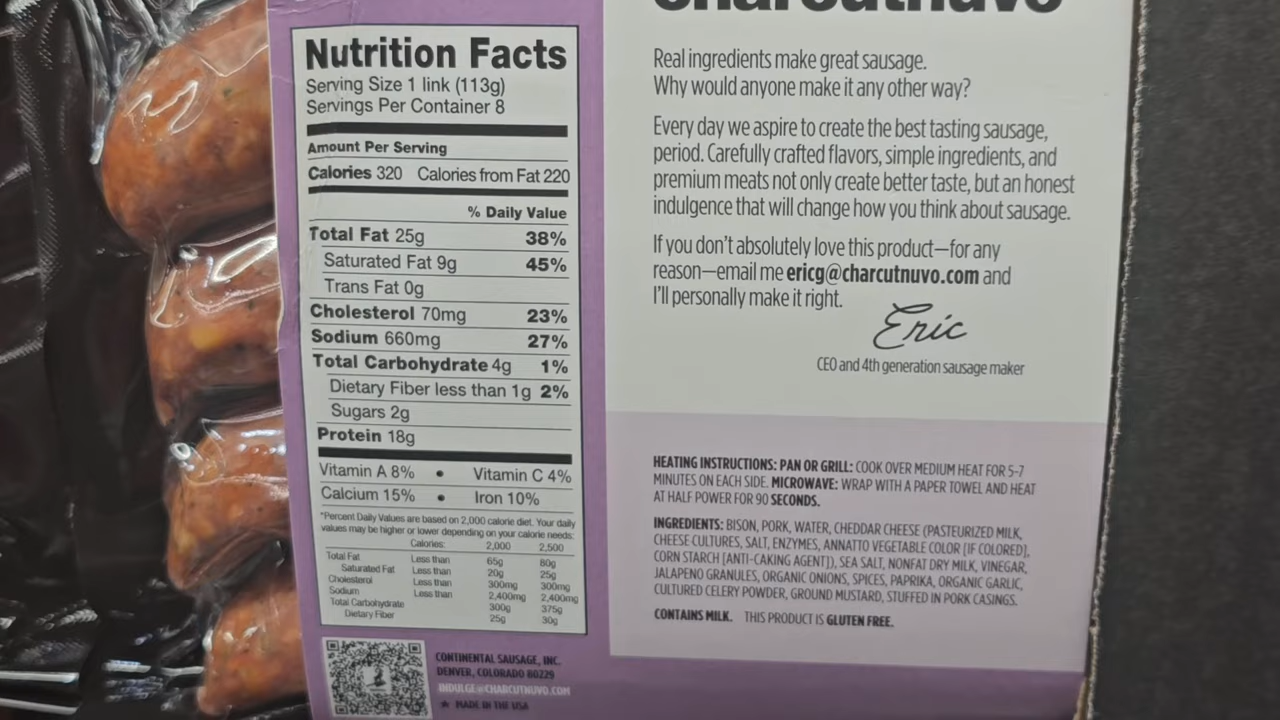 charcutnuvo
Nutrition Facts
Serving Size 1 link (113g)
Servings Per Container 8
Amount Per Serving
Calories 320 Calories from Fat 220
% Daily Value
Total Fat 25g 38%
Saturated Fat 9g 45%
Trans Fat 0g
Cholesterol 70mg 23%
Sodium 660mg 27%
Total Carbohydrate 4g 1%
Dietary Fiber less than 1g 2%
Sugars 2g
Protein 18g
Vitamin A 8% • Vitamin C 4%
Calcium 15% • Iron 10%
*Percent Daily Values are based on 2,000 calorie diet. Your daily
values may be higher or lower depending on your calorie needs:
Calories: 2,000 2,500
Total Fat Less than 65g 80g
Saturated Fat Less than 20g 25g
Cholesterol Less than 300mg 300mg
Sodium Less than 2,400mg 2,400mg
Total Carbohydrate 300g 375g
Dietary Fiber 25g 30g
CONTINENTAL SAUSAGE, INC.
DENVER, COLORADO 80229
INDULGE@CHARCUTNUVO.COM
★ MADE IN THE USA
Real ingredients make great sausage.
Why would anyone make it any other way?
Every day we aspire to create the best tasting sausage,
period. Carefully crafted flavors, simple ingredients, and
premium meats not only create better taste, but an honest
indulgence that will change how you think about sausage.
If you don't absolutely love this product—for any
reason—email me ericg@charcutnuvo.com and
I'll personally make it right.
Eric
CEO and 4th generation sausage maker
HEATING INSTRUCTIONS: PAN OR GRILL: COOK OVER MEDIUM HEAT FOR 5-7
MINUTES ON EACH SIDE. MICROWAVE: WRAP WITH A PAPER TOWEL AND HEAT
AT HALF POWER FOR 90 SECONDS.
INGREDIENTS: BISON, PORK, WATER, CHEDDAR CHEESE (PASTEURIZED MILK,
CHEESE CULTURES, SALT, ENZYMES, ANNATTO VEGETABLE COLOR [IF COLORED],
CORN STARCH [ANTI-CAKING AGENT]), SEA SALT, NONFAT DRY MILK, VINEGAR,
JALAPENO GRANULES, ORGANIC ONIONS, SPICES, PAPRIKA, ORGANIC GARLIC,
CULTURED CELERY POWDER, GROUND MUSTARD, STUFFED IN PORK CASINGS.
CONTAINS MILK. THIS PRODUCT IS GLUTEN FREE.